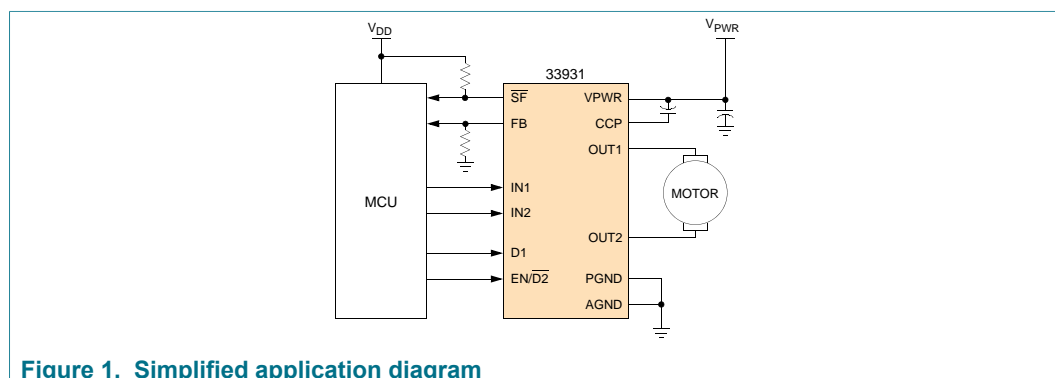 VDD
VPWR
33931
SF
VPWR
FB
CCP
OUT1
MCU
IN1
IN2
MOTOR
OUT2
D1
EN/D2
PGND
AGND
Figure 1. Simplified application diagram